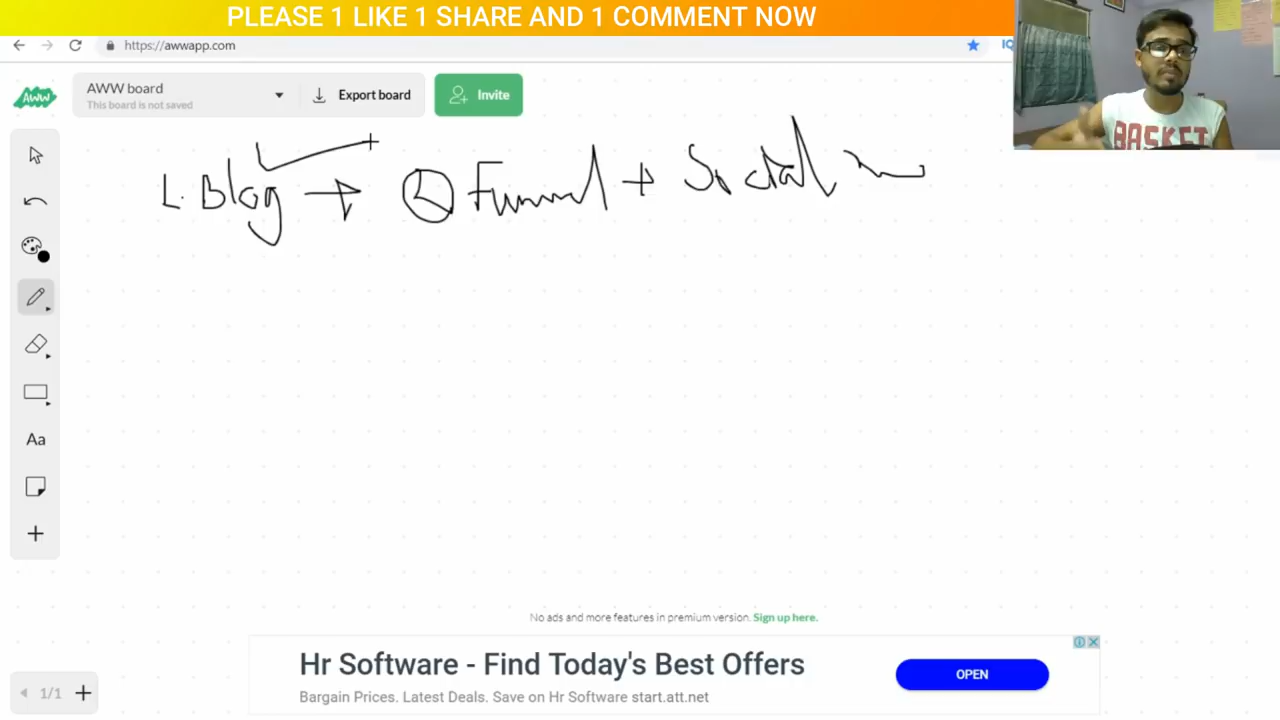 PLEASE 1 LIKE 1 SHARE AND 1 COMMENT NOW
https://awwapp.com
IQ
AWW
AWW board
This board is not saved
Export board
Invite
BASKET
1. Blog → 2 Funnel + Social
Aa
No ads and more features in premium version. Sign up here.
Hr Software - Find Today's Best Offers
Bargain Prices. Latest Deals. Save on Hr Software start.att.net
OPEN
1/1